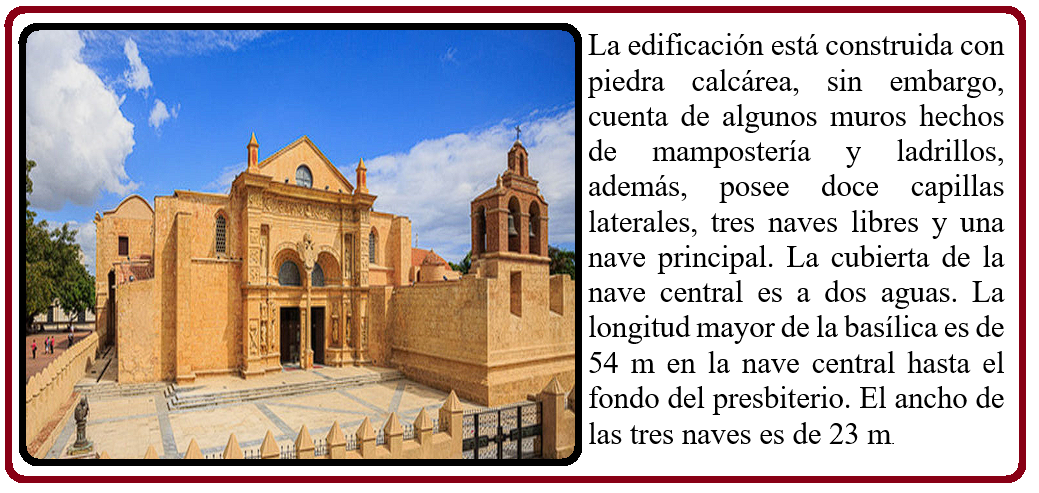 La edificación está construida con
piedra calcárea, sin embargo,
cuenta de algunos muros hechos
de mampostería y ladrillos,
además, posee doce capillas
laterales, tres naves libres y una
nave principal. La cubierta de la
nave central es a dos aguas. La
longitud mayor de la basílica es de
54 m en la nave central hasta el
fondo del presbiterio. El ancho de
las tres naves es de 23 m.